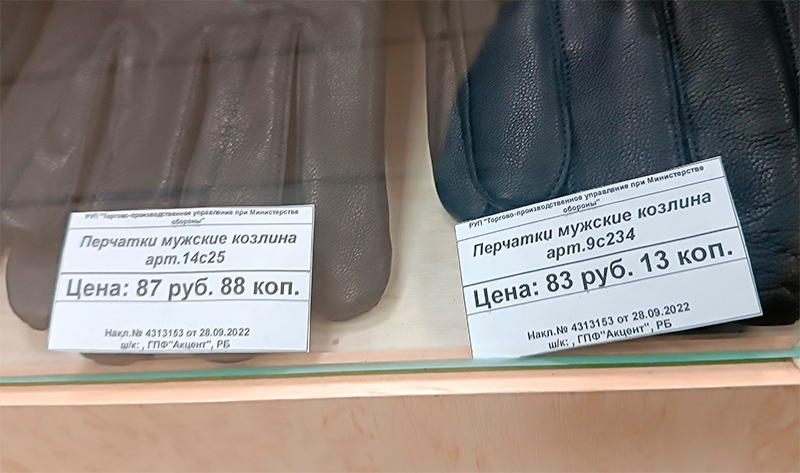 РУП "Торгово-производственное управление при Министерстве
обороны"
Перчатки мужские козлина
арт.14с25
Цена: 87 руб. 88 коп.
Накл.№ 4313153 от 28.09.2022
ш/к: , ГПФ"Акцент", РБ
РУП "Торгово-производственное управление при Министерстве
обороны"
Перчатки мужские козлина
арт.9с234
Цена: 83 руб. 13 коп.
Накл.№ 4313153 от 28.09.2022
ш/к: , ГПФ"Акцент", РБ